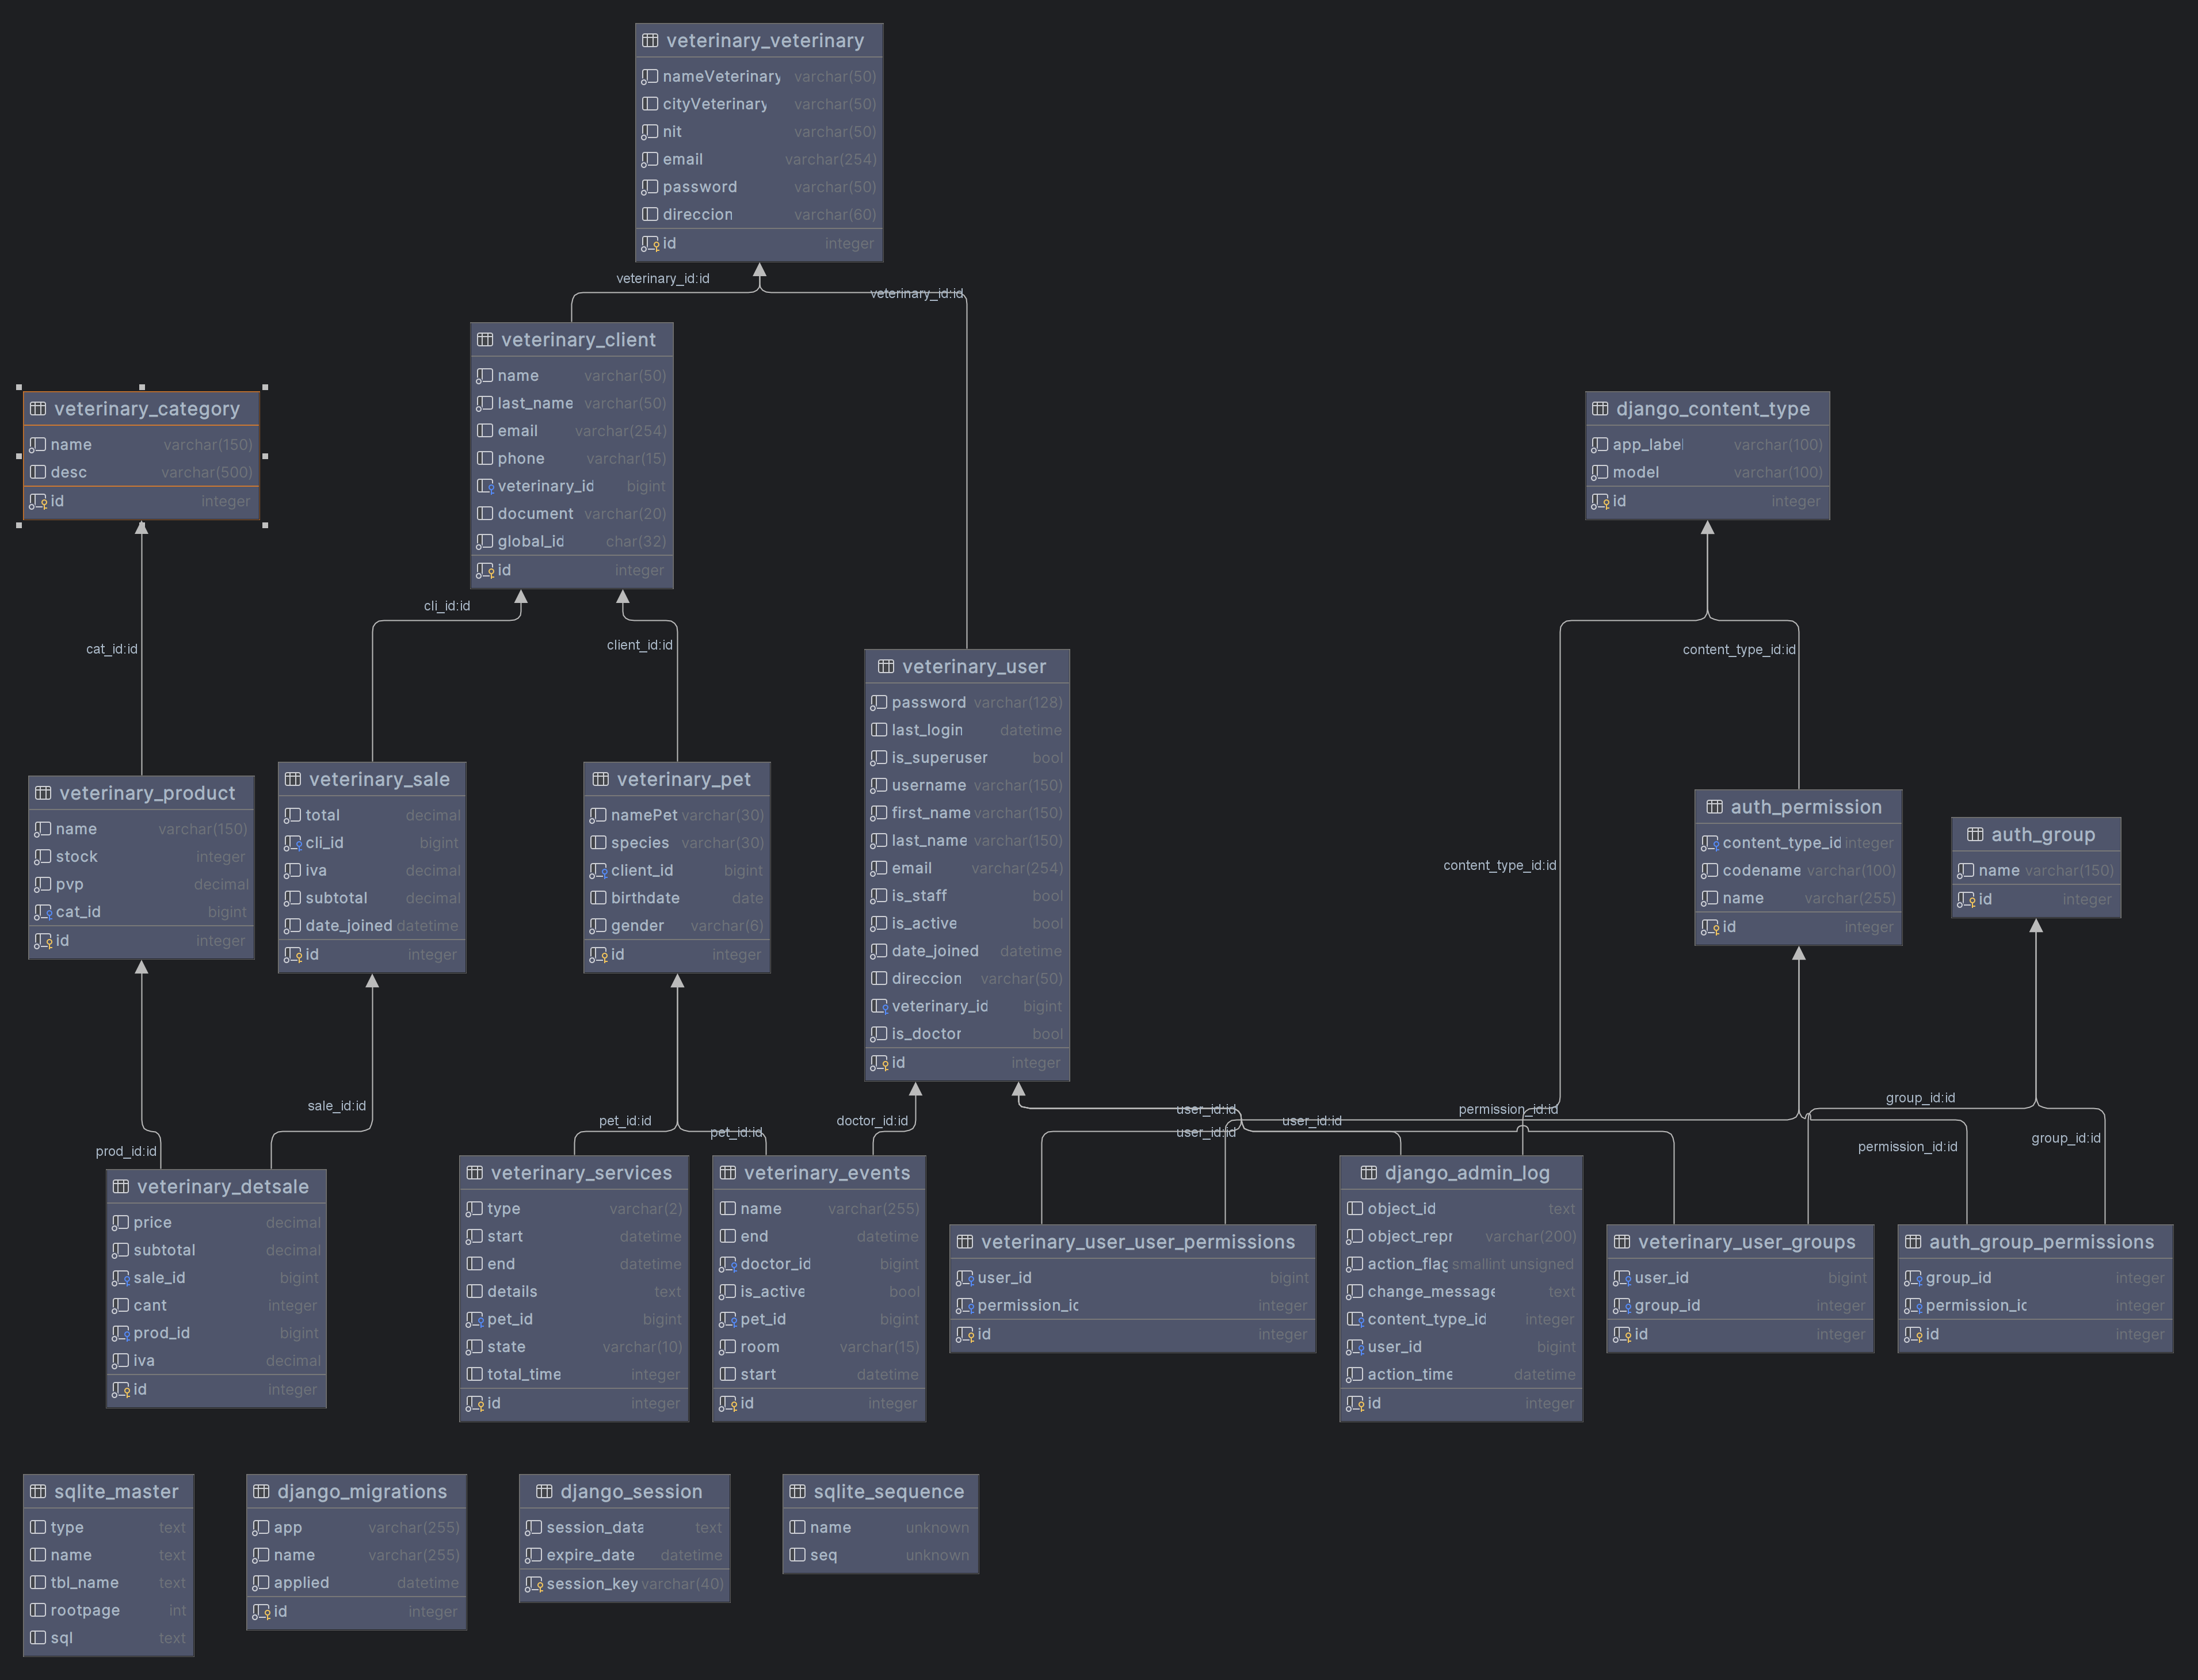 veterinary_veterinary
nameVeterinary varchar(50)
cityVeterinary varchar(50)
nit varchar(50)
email varchar(254)
password varchar(50)
direccion varchar(60)
id integer
veterinary_id:id
veterinary_id:id
veterinary_client
name varchar(50)
last_name varchar(50)
email varchar(254)
phone varchar(15)
veterinary_id bigint
document varchar(20)
global_id char(32)
id integer
veterinary_category
name varchar(150)
desc varchar(500)
id integer
django_content_type
app_label varchar(100)
model varchar(100)
id integer
cli_id:id
client_id:id
cat_id:id
content_type_id:id
veterinary_user
password varchar(128)
last_login datetime
is_superuser bool
username varchar(150)
first_name varchar(150)
last_name varchar(150)
email varchar(254)
is_staff bool
is_active bool
date_joined datetime
direccion varchar(50)
veterinary_id bigint
is_doctor bool
id integer
veterinary_product
name varchar(150)
stock integer
pvp decimal
cat_id bigint
id integer
veterinary_sale
total decimal
cli_id bigint
iva decimal
subtotal decimal
date_joined datetime
id integer
veterinary_pet
namePet varchar(30)
species varchar(30)
client_id bigint
birthdate date
gender varchar(6)
id integer
content_type_id:id
auth_permission
content_type_id integer
codename varchar(100)
name varchar(255)
id integer
auth_group
name varchar(150)
id integer
prod_id:id
sale_id:id
pet_id:id
pet_id:id
doctor_id:id
user_id:id
user_id:id
user_id:id
permission_id:id
group_id:id
permission_id:id
group_id:id
veterinary_detsale
price decimal
subtotal decimal
sale_id bigint
cant integer
prod_id bigint
iva decimal
id integer
veterinary_services
type varchar(2)
start datetime
end datetime
details text
pet_id bigint
state varchar(10)
total_time integer
id integer
veterinary_events
name varchar(255)
end datetime
doctor_id bigint
is_active bool
pet_id bigint
room varchar(15)
start datetime
id integer
veterinary_user_user_permissions
user_id bigint
permission_id integer
id integer
django_admin_log
object_id text
object_repr varchar(200)
action_flag smallint unsigned
change_message text
content_type_id integer
user_id bigint
action_time datetime
id integer
veterinary_user_groups
user_id bigint
group_id integer
id integer
auth_group_permissions
group_id integer
permission_id integer
id integer
sqlite_master
type text
name text
tbl_name text
rootpage int
sql text
django_migrations
app varchar(255)
name varchar(255)
applied datetime
id integer
django_session
session_data text
expire_date datetime
session_key varchar(40)
sqlite_sequence
name unknown
seq unknown